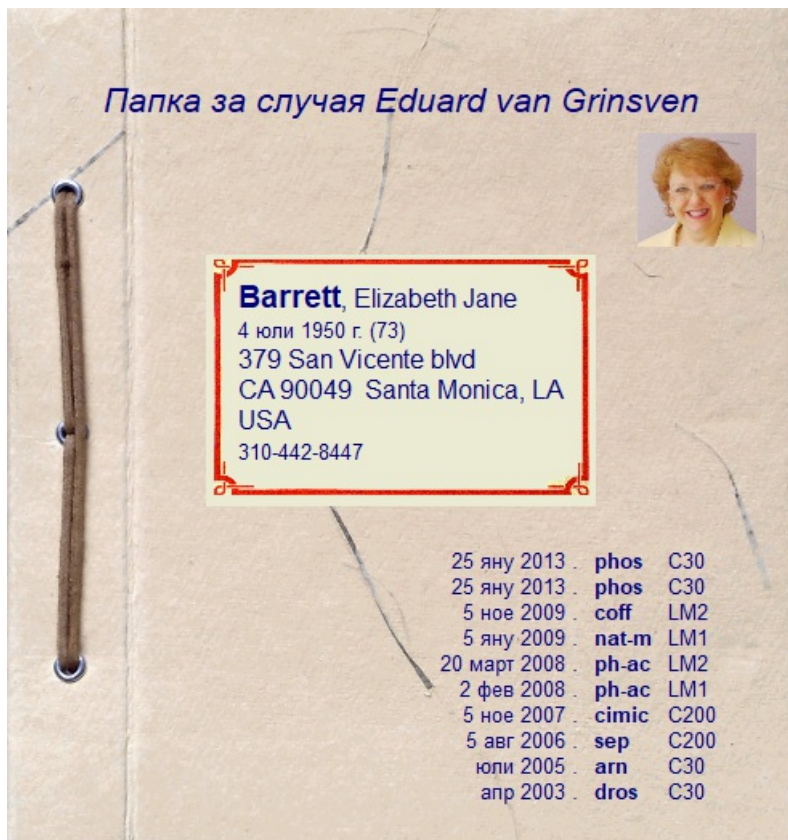 Папка за случая Eduard van Grinsven
Barrett, Elizabeth Jane
4 юли 1950 г. (73)
379 San Vicente blvd
CA 90049  Santa Monica, LA
USA
310-442-8447
25 яну 2013 . phos C30
25 яну 2013 . phos C30
5 ное 2009 . coff LM2
5 яну 2009 . nat-m LM1
20 март 2008 . ph-ac LM2
2 фев 2008 . ph-ac LM1
5 ное 2007 . cimic C200
5 авг 2006 . sep C200
юли 2005 . arn C30
апр 2003 . dros C30